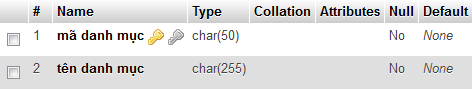 # Name Type Collation Attributes Null Default
1 mã danh mục char(50) No None
2 tên danh mục char(255) No None